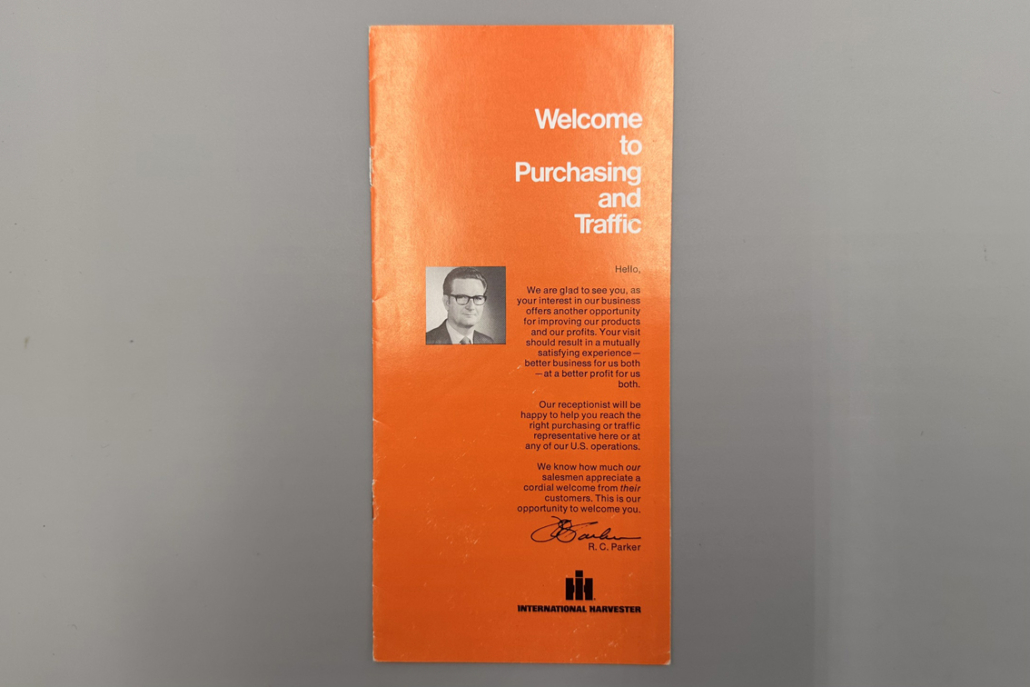 Welcome
to
Purchasing
and
Traffic
Hello,
We are glad to see you, as
your interest in our business
offers another opportunity
for improving our products
and our profits. Your visit
should result in a mutually
satisfying experience—
better business for us both
—at a better profit for us
both.
Our receptionist will be
happy to help you reach the
right purchasing or traffic
representative here or at
any of our U.S. operations.
We know how much our
salesmen appreciate a
cordial welcome from their
customers. This is our
opportunity to welcome you.
R. C. Parker
INTERNATIONAL HARVESTER